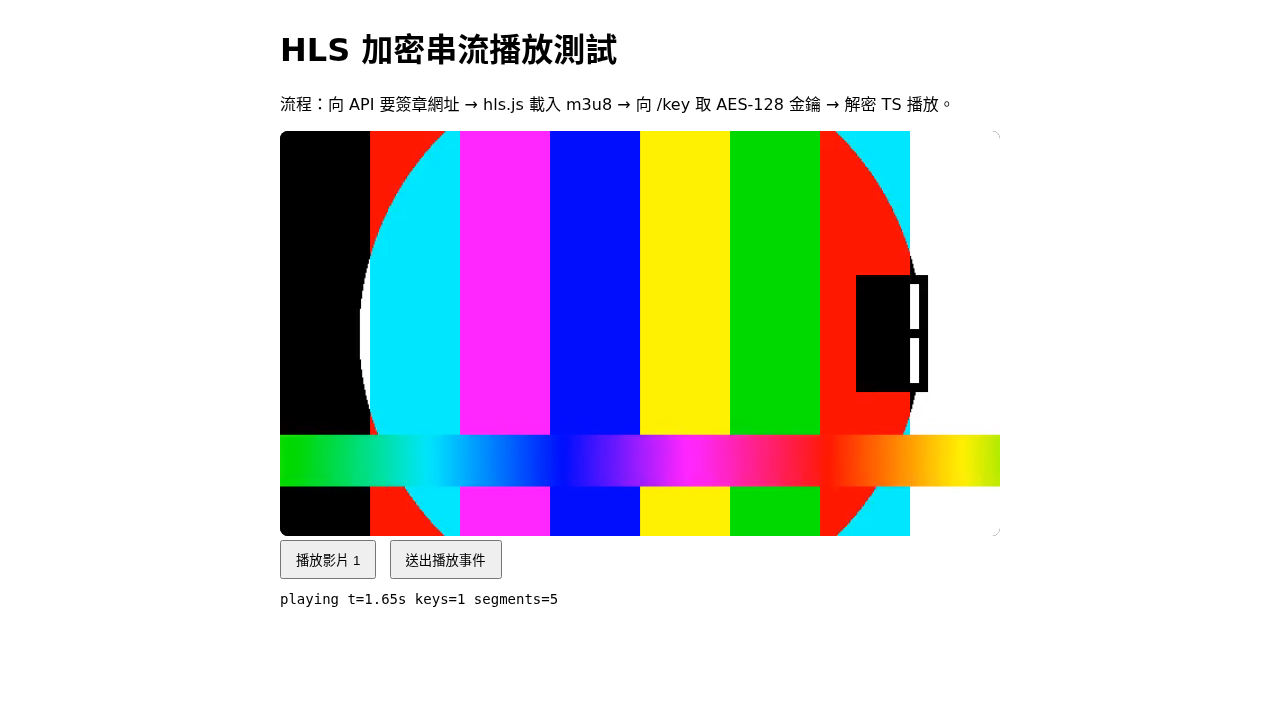 HLS 加密串流播放測試
流程：向 API 要簽章網址 → hls.js 載入 m3u8 → 向 /key 取 AES-128 金鑰 → 解密 TS 播放。
播放影片 1 送出播放事件
playing t=1.65s keys=1 segments=5